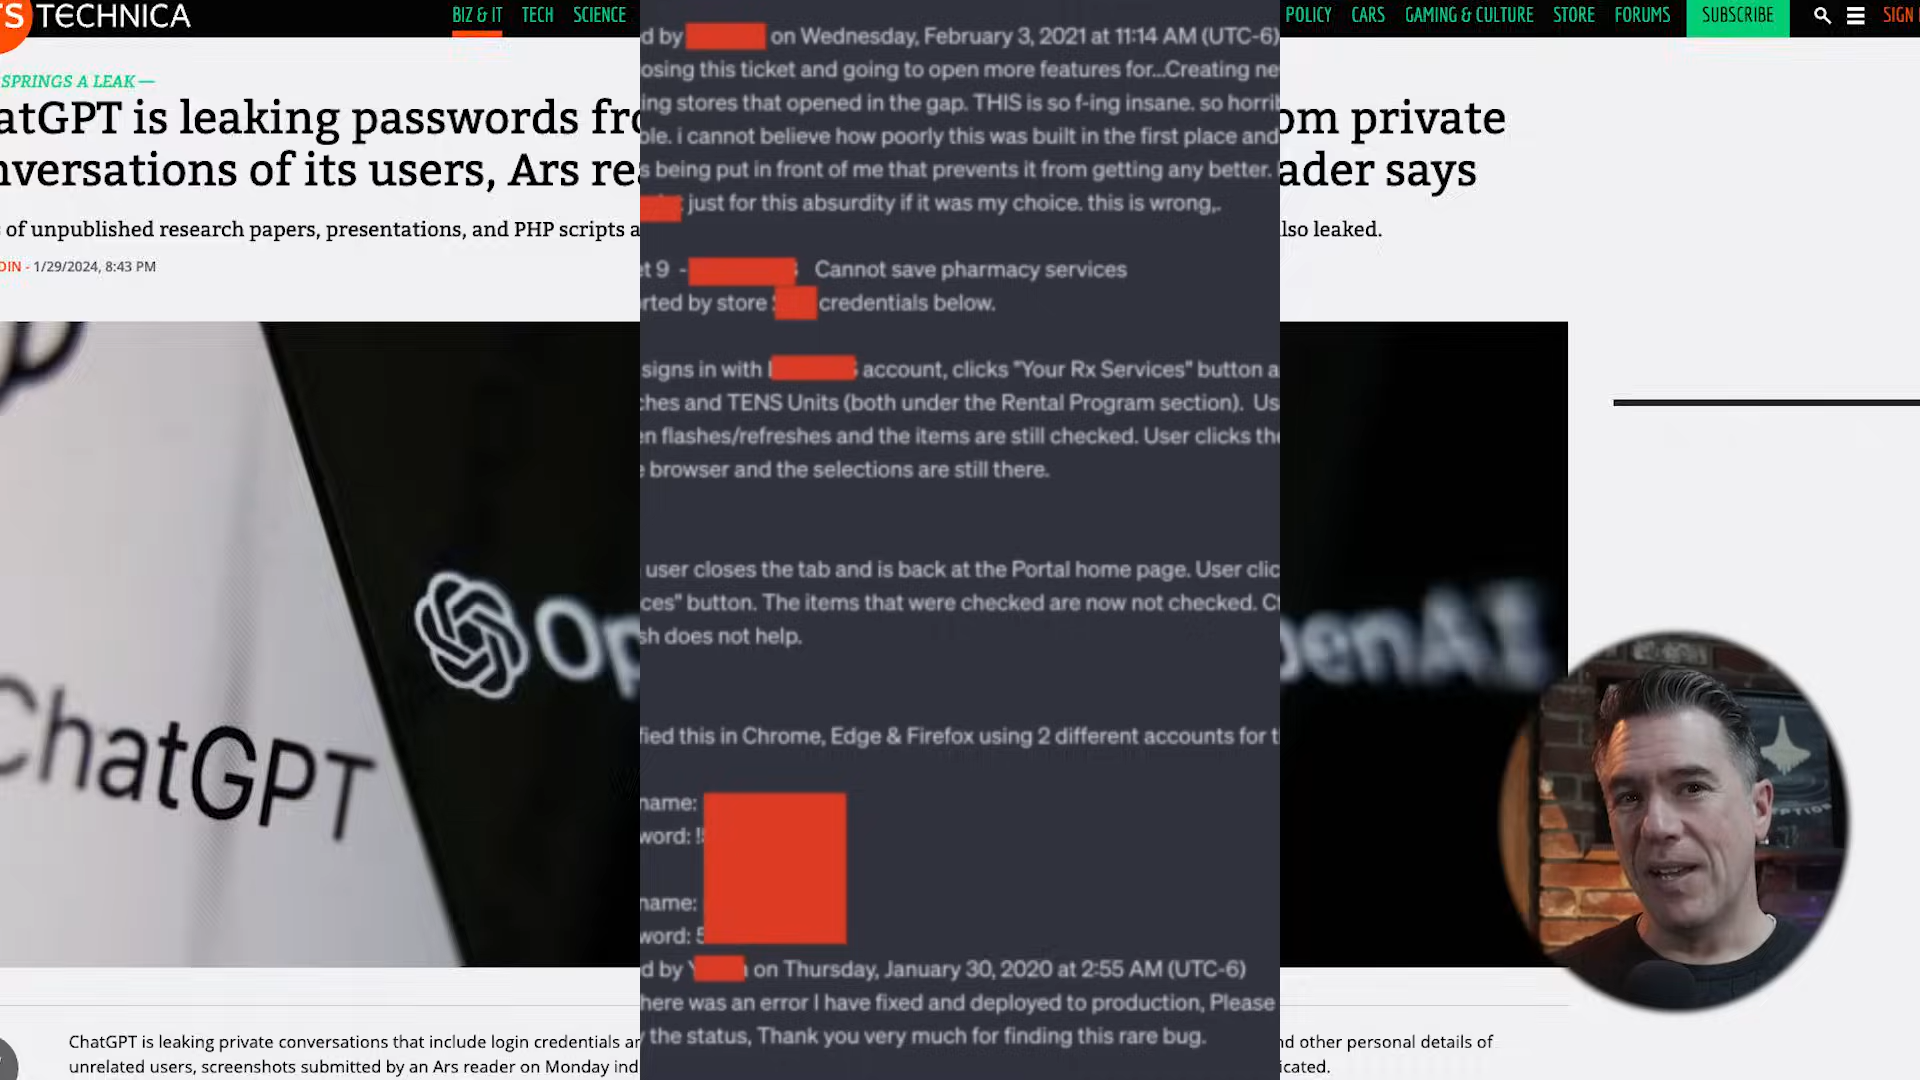 TS TECHNICA
BIZ & IT TECH SCIENCE
POLICY CARS GAMING & CULTURE STORE FORUMS SUBSCRIBE SIGN
SPRINGS A LEAK —
atGPT is leaking passwords fro
nversations of its users, Ars re
of unpublished research papers, presentations, and PHP scripts a
DIN - 1/29/2024, 8:43 PM
om private
ader says
lso leaked.
d by on Wednesday, February 3, 2021 at 11:14 AM (UTC-6)
osing this ticket and going to open more features for...Creating ne
ing stores that opened in the gap. THIS is so f-ing insane. so horrib
ble. i cannot believe how poorly this was built in the first place and
s being put in front of me that prevents it from getting any better.
just for this absurdity if it was my choice. this is wrong,.
t 9 - Cannot save pharmacy services
rted by store credentials below.
signs in with account, clicks "Your Rx Services" button a
ches and TENS Units (both under the Rental Program section). Us
en flashes/refreshes and the items are still checked. User clicks the
e browser and the selections are still there.
user closes the tab and is back at the Portal home page. User clic
ces" button. The items that were checked are now not checked. C
sh does not help.
fied this in Chrome, Edge & Firefox using 2 different accounts for t
name:
word: !
name:
word: 5
d by on Thursday, January 30, 2020 at 2:55 AM (UTC-6)
here was an error I have fixed and deployed to production, Please
the status, Thank you very much for finding this rare bug.
ChatGPT
Op
penAI
ChatGPT is leaking private conversations that include login credentials an
unrelated users, screenshots submitted by an Ars reader on Monday ind
nd other personal details of
icated.